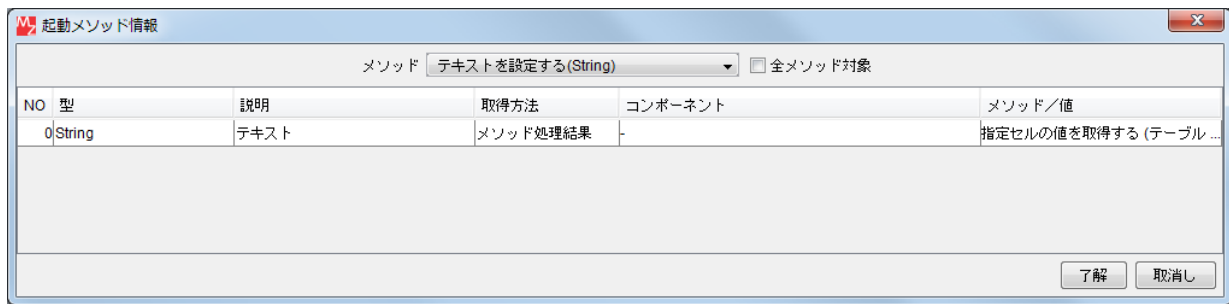 起動メソッド情報
メソッド テキストを設定する(String) 全メソッド対象
NO 型 説明 取得方法 コンポーネント メソッド／値
0 String テキスト メソッド処理結果 - 指定セルの値を取得する (テーブル ...
了解 取消し